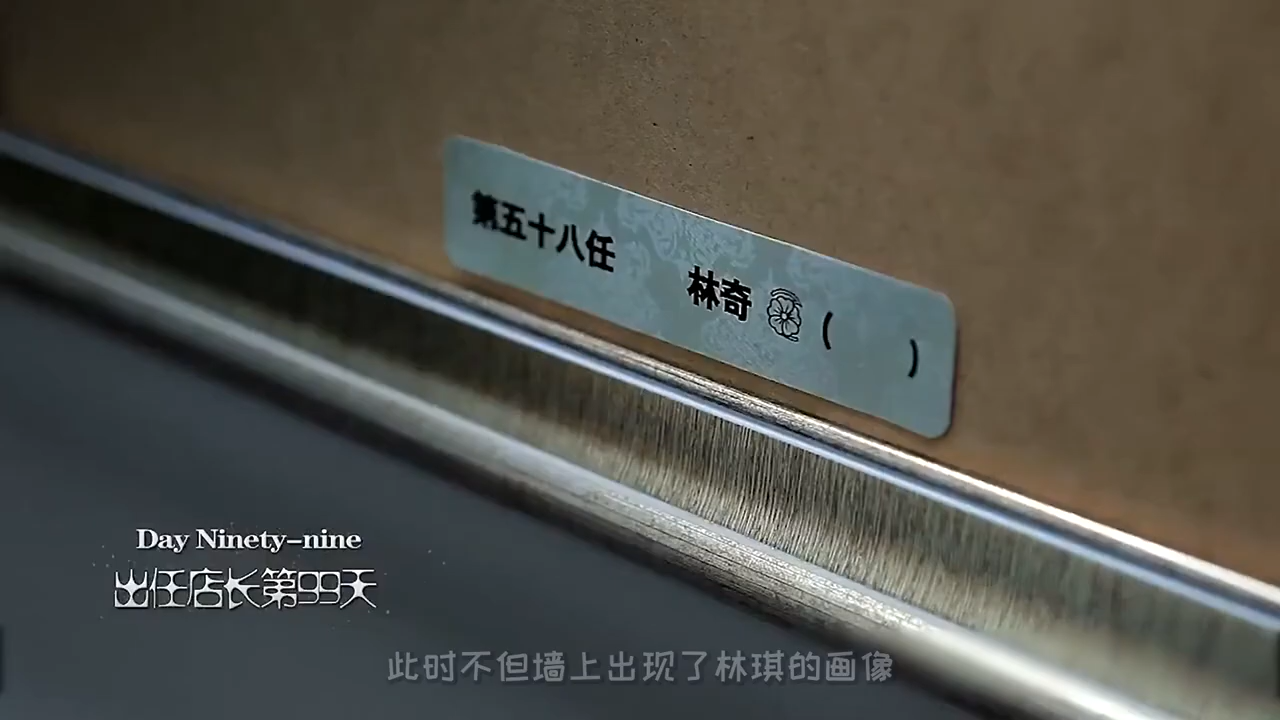 第五十八任 林奇 ( )
Day Ninety-nine
出任店长第99天
此时不但墙上出现了林琪的画像